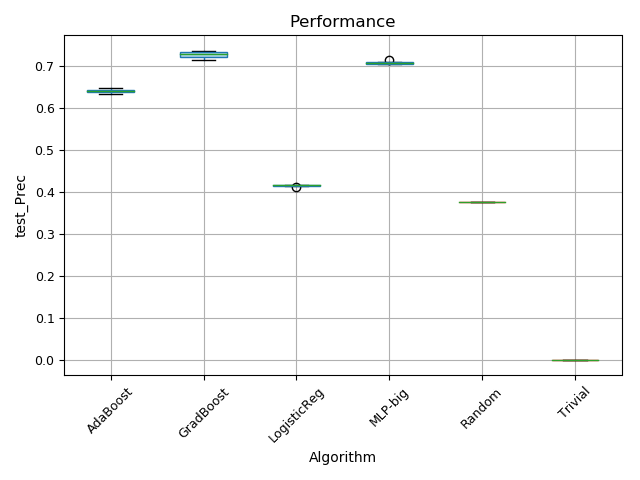 Performance
test_Prec
0.7
0.6
0.5
0.4
0.3
0.2
0.1
0.0
AdaBoost
GradBoost
LogisticReg
MLP-big
Random
Trivial
Algorithm